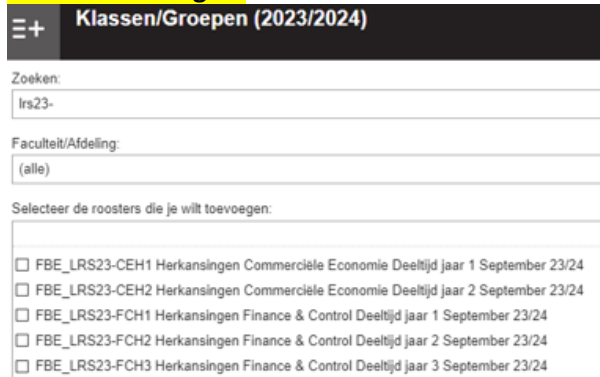 Klassen/Groepen (2023/2024)
Zoeken:
lrs23-
Faculteit/Afdeling:
(alle)
Selecteer de roosters die je wilt toevoegen:
FBE_LRS23-CEH1 Herkansingen Commerciële Economie Deeltijd jaar 1 September 23/24
FBE_LRS23-CEH2 Herkansingen Commerciële Economie Deeltijd jaar 2 September 23/24
FBE_LRS23-FCH1 Herkansingen Finance & Control Deeltijd jaar 1 September 23/24
FBE_LRS23-FCH2 Herkansingen Finance & Control Deeltijd jaar 2 September 23/24
FBE_LRS23-FCH3 Herkansingen Finance & Control Deeltijd jaar 3 September 23/24